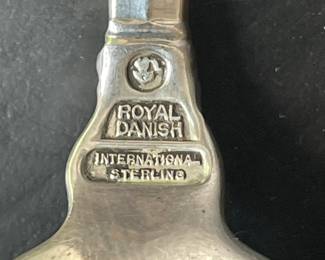 ROYAL
DANISH
INTERNATIONAL
STERLING